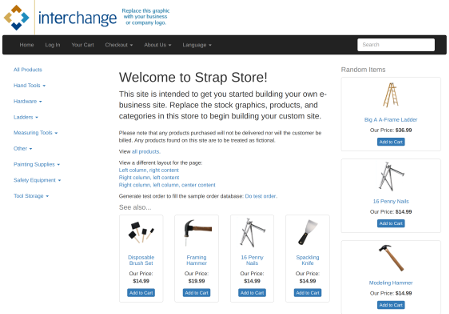 interchange
Replace this graphic
with your business
or company logo.
Home Log In Your Cart Checkout About Us Language Search
All Products
Hand Tools
Hardware
Ladders
Measuring Tools
Other
Painting Supplies
Safety Equipment
Tool Storage
Welcome to Strap Store!
This site is intended to get you started building your own e-
business site. Replace the stock graphics, products, and
categories in this store to begin building your custom site.
Please note that any products purchased will not be delivered nor will the customer be
billed. Any products found on this site are to be treated as fictional.
View all products.
View a different layout for the page:
Left column, right content
Right column, left content
Right column, left column, center content
Generate test order to fill the sample order database: Do test order.
See also...
Disposable
Brush Set
Our Price:
$14.99
Add to Cart
Framing
Hammer
Our Price:
$19.99
Add to Cart
16 Penny
Nails
Our Price:
$14.99
Add to Cart
Spackling
Knife
Our Price:
$14.99
Add to Cart
Random Items
Big A A-Frame Ladder
Our Price: $36.99
Add to Cart
16 Penny Nails
Our Price: $14.99
Add to Cart
Modeling Hammer
Our Price: $14.99
Add to Cart